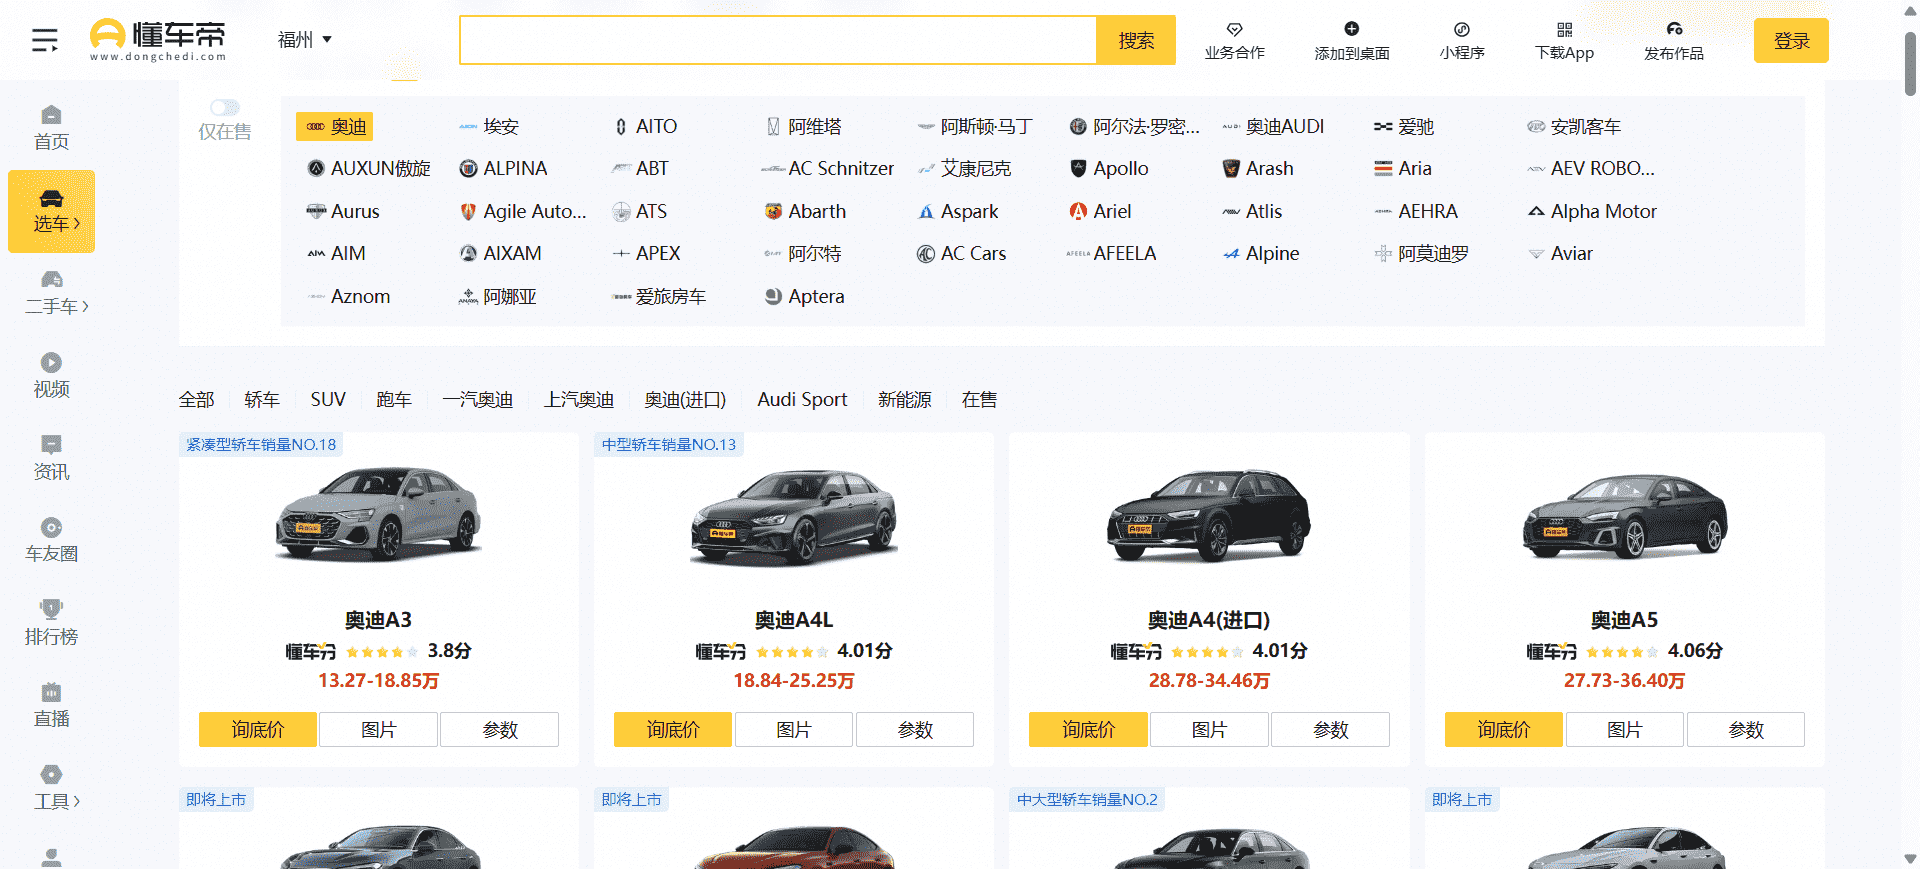 懂车帝
www.dongchedi.com
福州
搜索
业务合作
添加到桌面
小程序
下载App
发布作品
登录
首页
选车
二手车
视频
资讯
车友圈
排行榜
直播
工具
仅在售
奥迪 埃安 AITO 阿维塔 阿斯顿·马丁 阿尔法·罗密... 奥迪AUDI 爱驰 安凯客车
AUXUN傲旋 ALPINA ABT AC Schnitzer 艾康尼克 Apollo Arash Aria AEV ROBO...
Aurus Agile Auto... ATS Abarth Aspark Ariel Atlis AEHRA Alpha Motor
AIM AIXAM APEX 阿尔特 AC Cars AFEELA Alpine 阿莫迪罗 Aviar
Aznom 阿娜亚 爱旅房车 Aptera
全部 轿车 SUV 跑车 一汽奥迪 上汽奥迪 奥迪(进口) Audi Sport 新能源 在售
紧凑型轿车销量NO.18
奥迪A3
懂车分 3.8分
13.27-18.85万
询底价 图片 参数
中型轿车销量NO.13
奥迪A4L
懂车分 4.01分
18.84-25.25万
询底价 图片 参数
奥迪A4(进口)
懂车分 4.01分
28.78-34.46万
询底价 图片 参数
奥迪A5
懂车分 4.06分
27.73-36.40万
询底价 图片 参数
即将上市
即将上市
中大型轿车销量NO.2
即将上市